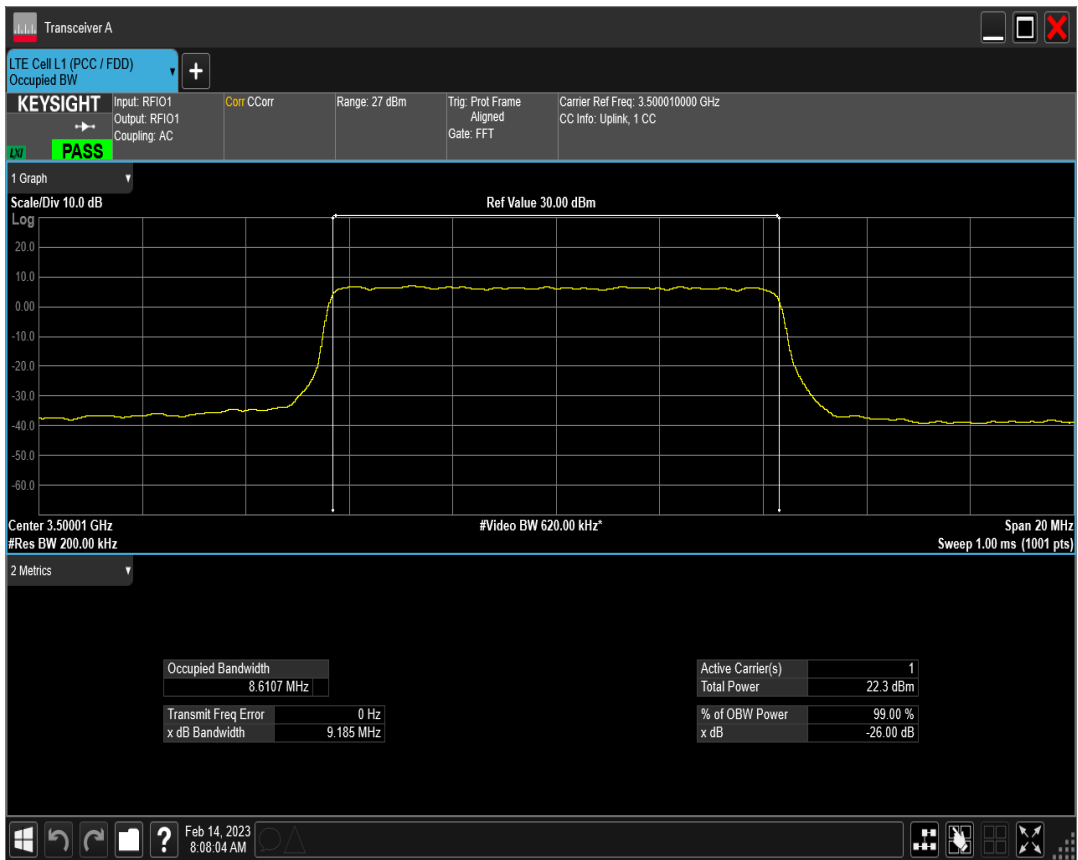 Transceiver A
LTE Cell L1 (PCC / FDD)
Occupied BW
+
KEYSIGHT
LXI
PASS
Input: RFIO1
Output: RFIO1
Coupling: AC
Corr CCorr
Range: 27 dBm
Trig: Prot Frame
Aligned
Gate: FFT
Carrier Ref Freq: 3.500010000 GHz
CC Info: Uplink, 1 CC
1 Graph
Scale/Div 10.0 dB
Ref Value 30.00 dBm
Log
20.0
10.0
0.00
-10.0
-20.0
-30.0
-40.0
-50.0
-60.0
Center 3.50001 GHz
#Video BW 620.00 kHz*
Span 20 MHz
#Res BW 200.00 kHz
Sweep 1.00 ms (1001 pts)
2 Metrics
Occupied Bandwidth
8.6107 MHz
Transmit Freq Error 0 Hz
x dB Bandwidth 9.185 MHz
Active Carrier(s) 1
Total Power 22.3 dBm
% of OBW Power 99.00 %
x dB -26.00 dB
?
Feb 14, 2023
8:08:04 AM